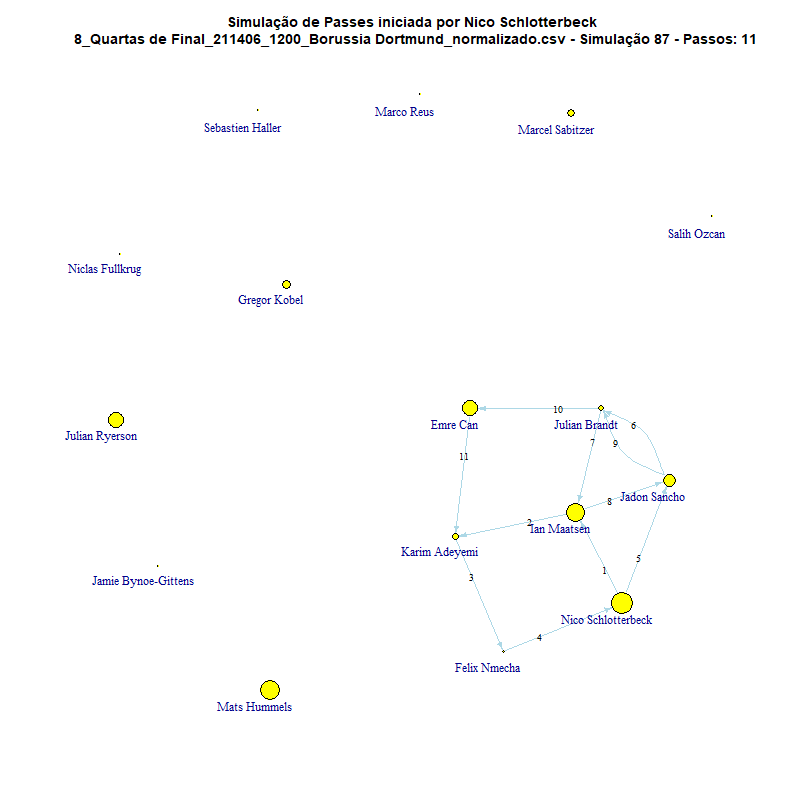 Simulação de Passes iniciada por Nico Schlotterbeck
8_Quartas de Final_211406_1200_Borussia Dortmund_normalizado.csv - Simulação 87 - Passos: 11
Marco Reus
Sebastien Haller
Marcel Sabitzer
Salih Ozcan
Niclas Fullkrug
Gregor Kobel
10
Emre Can
Julian Brandt
6
Julian Ryerson
7
9
11
Jadon Sancho
8
2
Ian Maatsen
Karim Adeyemi
5
1
3
Jamie Bynoe-Gittens
Nico Schlotterbeck
4
Felix Nmecha
Mats Hummels